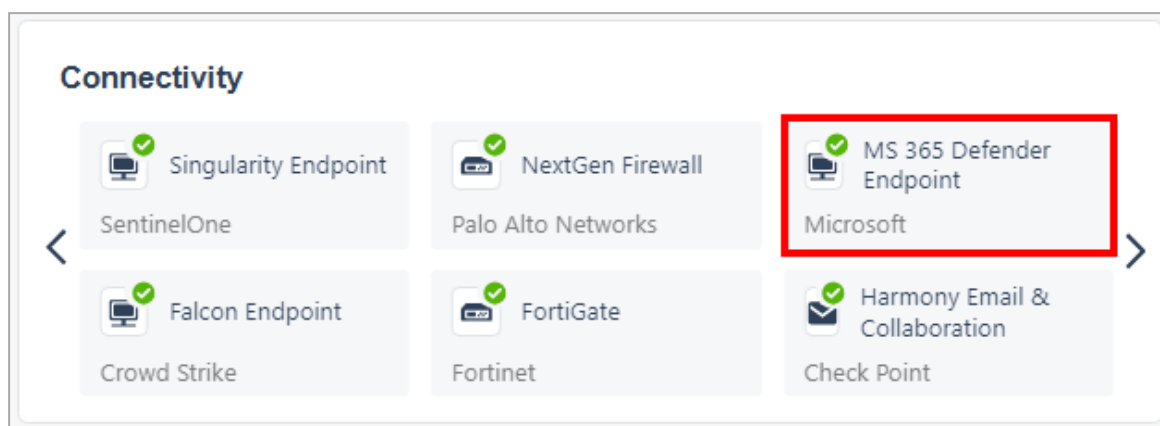 Connectivity
Singularity Endpoint
SentinelOne
NextGen Firewall
Palo Alto Networks
MS 365 Defender
Endpoint
Microsoft
Falcon Endpoint
Crowd Strike
FortiGate
Fortinet
Harmony Email &
Collaboration
Check Point